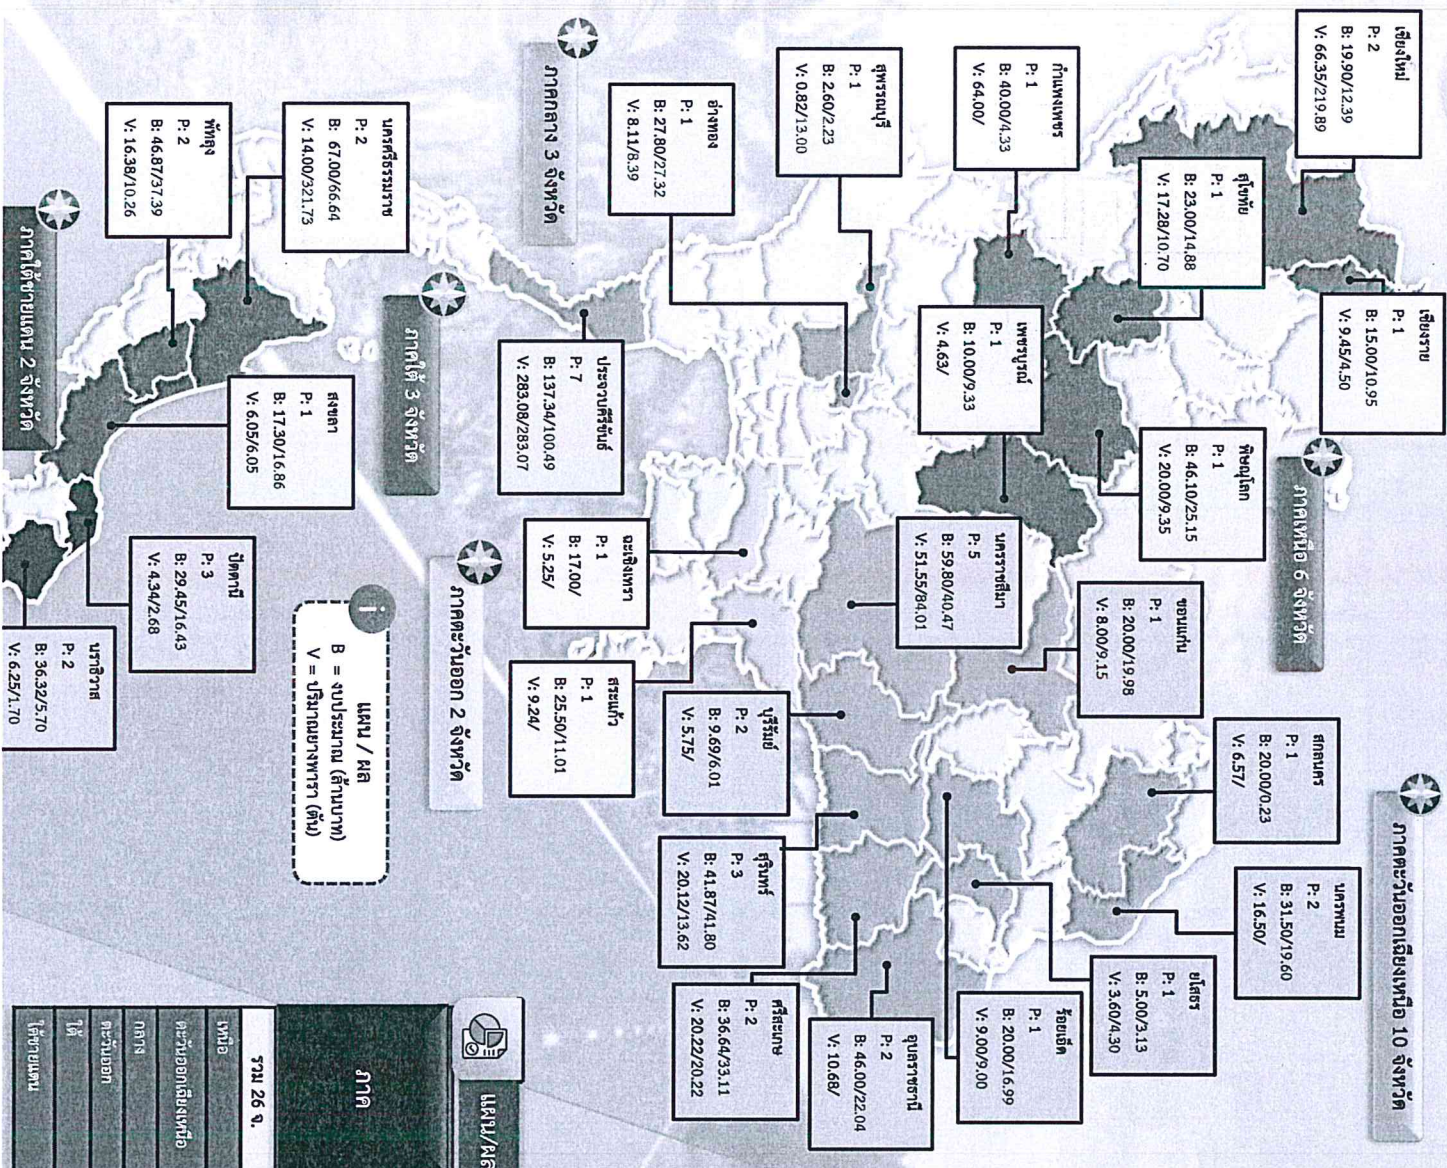 ภาคเหนือ 6 จังหวัด
เชียงใหม่
P: 2
B: 19.90/12.39
V: 66.35/219.89
เชียงราย
P: 1
B: 15.00/10.95
V: 9.45/4.50
สุโขทัย
P: 1
B: 23.00/14.88
V: 17.28/10.70
พิษณุโลก
P: 1
B: 46.10/25.15
V: 20.00/9.35
กำแพงเพชร
P: 1
B: 40.00/4.33
V: 64.00/
เพชรบูรณ์
P: 1
B: 10.00/9.33
V: 4.63/
ภาคตะวันออกเฉียงเหนือ 10 จังหวัด
สกลนคร
P: 1
B: 20.00/0.23
V: 6.57/
นครพนม
P: 2
B: 31.50/19.60
V: 16.50/
ขอนแก่น
P: 1
B: 20.00/19.98
V: 8.00/9.15
ยโสธร
P: 1
B: 5.00/3.13
V: 3.60/4.30
ร้อยเอ็ด
P: 1
B: 20.00/16.99
V: 9.00/9.00
นครราชสีมา
P: 5
B: 59.80/40.47
V: 51.55/84.01
บุรีรัมย์
P: 2
B: 9.69/6.01
V: 5.75/
สุรินทร์
P: 3
B: 41.87/41.80
V: 20.12/13.62
ศรีสะเกษ
P: 2
B: 36.64/33.11
V: 20.22/20.22
อุบลราชธานี
P: 2
B: 46.00/22.04
V: 10.68/
ภาคกลาง 3 จังหวัด
สุพรรณบุรี
P: 1
B: 2.60/2.23
V: 0.82/13.00
อ่างทอง
P: 1
B: 27.80/27.32
V: 8.11/8.39
ประจวบคีรีขันธ์
P: 7
B: 137.34/100.49
V: 283.08/283.07
ภาคตะวันออก 2 จังหวัด
ฉะเชิงเทรา
P: 1
B: 17.00/
V: 5.25/
สระแก้ว
P: 1
B: 25.50/11.01
V: 9.24/
ภาคใต้ 3 จังหวัด
นครศรีธรรมราช
P: 2
B: 67.00/66.64
V: 14.00/321.73
พัทลุง
P: 2
B: 46.87/37.39
V: 16.38/10.26
สงขลา
P: 1
B: 17.30/16.86
V: 6.05/6.05
ภาคใต้ชายแดน 2 จังหวัด
ปัตตานี
P: 3
B: 29.45/16.43
V: 4.34/2.68
นราธิวาส
P: 2
B: 36.32/5.70
V: 6.25/1.70
i
แผน / ผล
B = งบประมาณ (ล้านบาท)
V = ปริมาณยางพารา (ตัน)
แผน/ผล
ภาค
รวม 26 จ.
เหนือ
ตะวันออกเฉียงเหนือ
กลาง
ตะวันออก
ใต้
ใต้ชายแดน